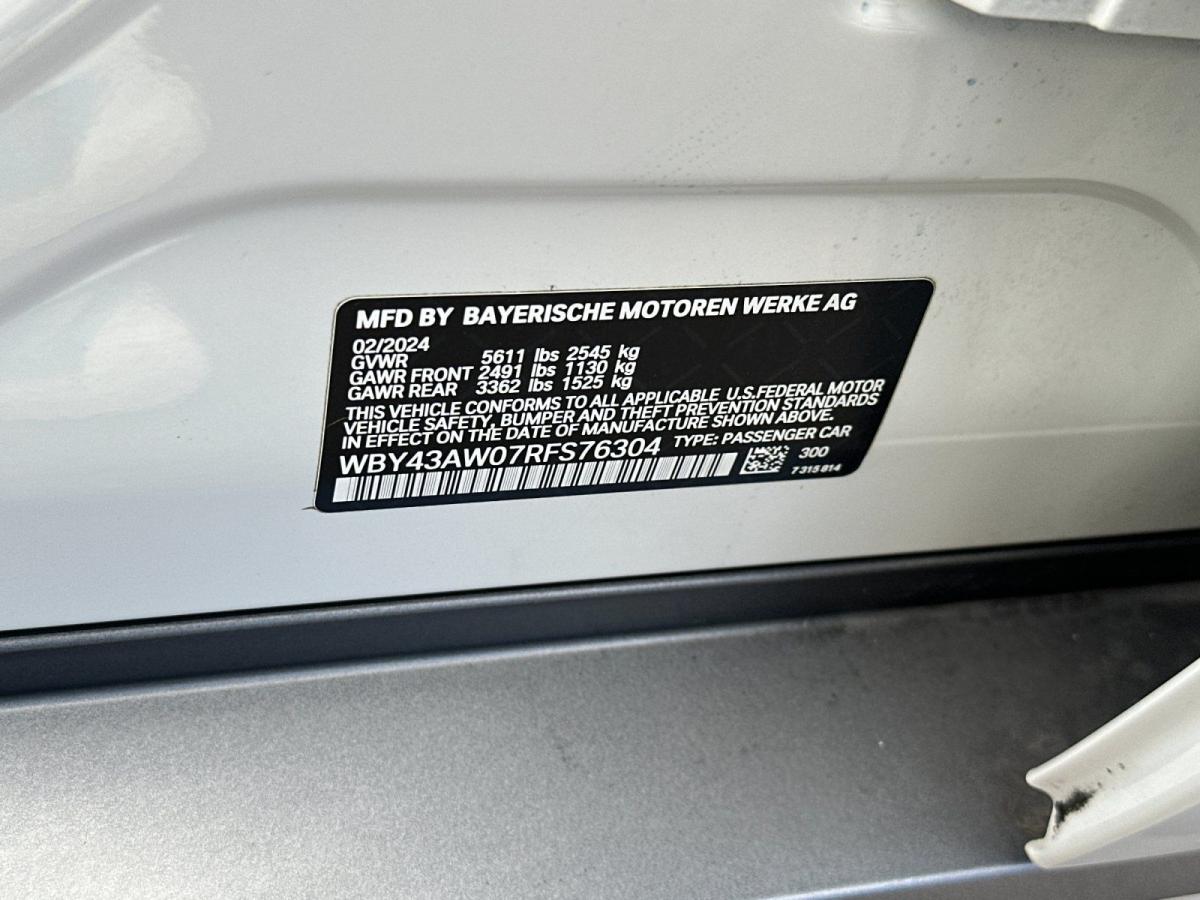 MFD BY BAYERISCHE MOTOREN WERKE AG
02/2024
GVWR 5611 lbs 2545 kg
GAWR FRONT 2491 lbs 1130 kg
GAWR REAR 3362 lbs 1525 kg
THIS VEHICLE CONFORMS TO ALL APPLICABLE U.S.FEDERAL MOTOR
VEHICLE SAFETY, BUMPER AND THEFT PREVENTION STANDARDS
IN EFFECT ON THE DATE OF MANUFACTURE SHOWN ABOVE.
WBY43AW07RFS76304 TYPE: PASSENGER CAR
300
7 315 814